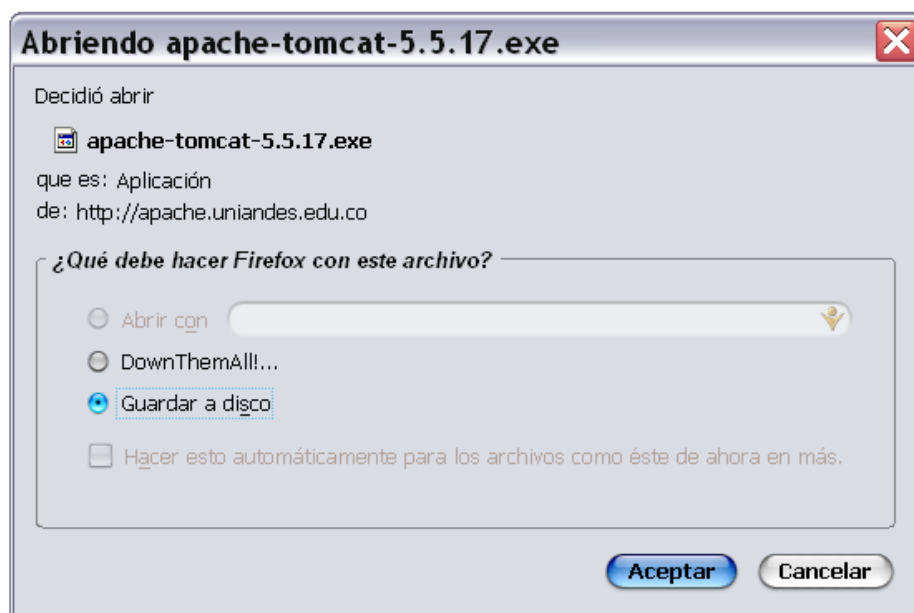 Abriendo apache-tomcat-5.5.17.exe
Decidió abrir
apache-tomcat-5.5.17.exe
que es: Aplicación
de: http://apache.uniandes.edu.co
¿Qué debe hacer Firefox con este archivo?
Abrir con
DownThemAll!...
Guardar a disco
Hacer esto automáticamente para los archivos como éste de ahora en más.
Aceptar Cancelar